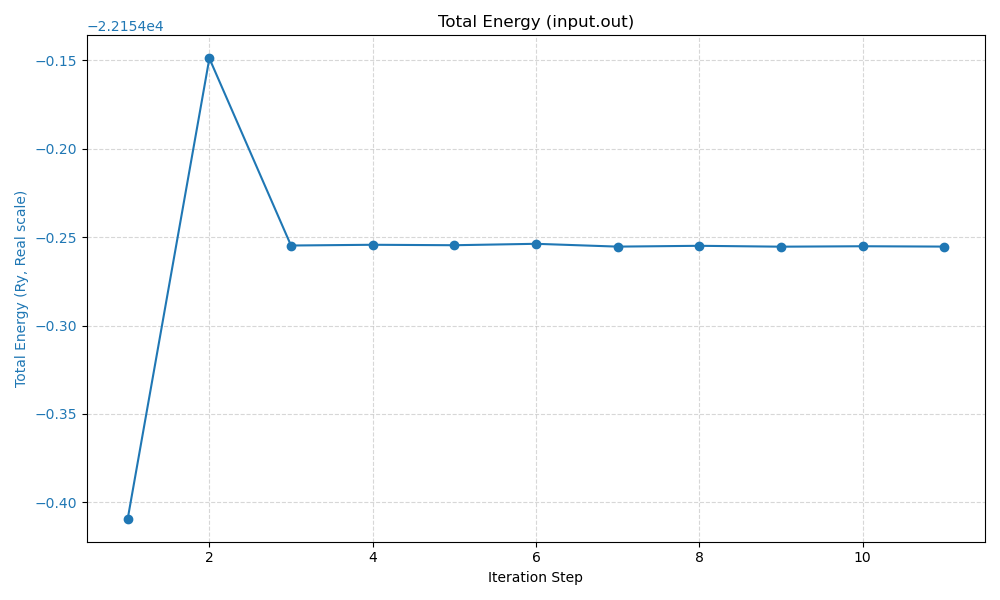 Total Energy (input.out)
−2.2154e4
−0.15
−0.20
−0.25
−0.30
−0.35
−0.40
Total Energy (Ry, Real scale)
2 4 6 8 10
Iteration Step